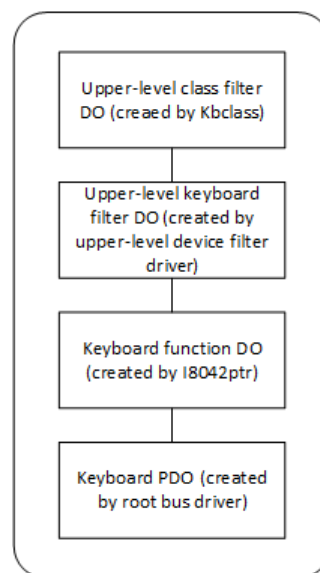 Upper-level class filter
DO (creaed by Kbclass)
Upper-level keyboard
filter DO (created by
upper-level device filter
driver)
Keyboard function DO
(created by I8042ptr)
Keyboard PDO (created
by root bus driver)